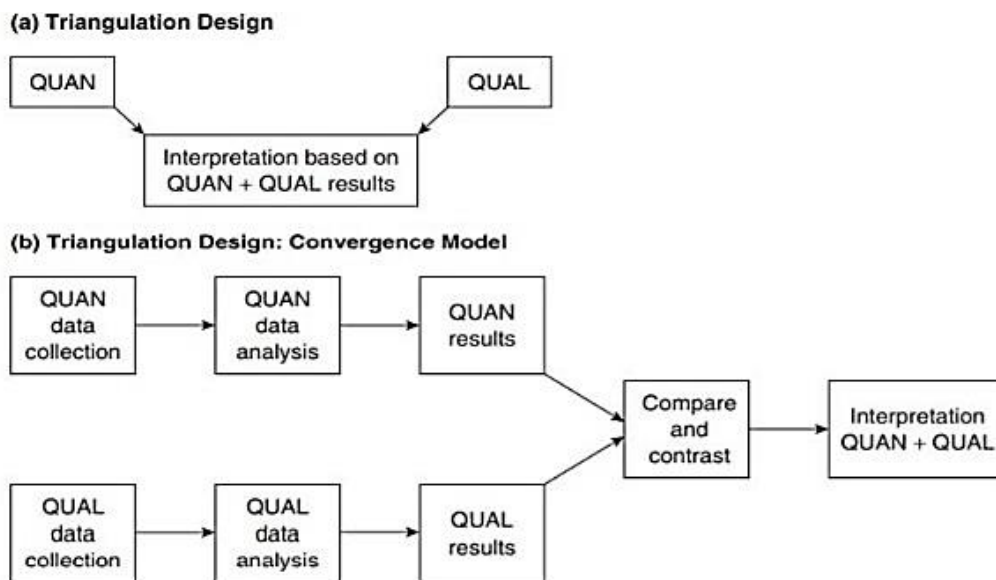 (a) Triangulation Design
QUAN
QUAL
Interpretation based on
QUAN + QUAL results
(b) Triangulation Design: Convergence Model
QUAN
data
collection
QUAN
data
analysis
QUAN
results
Compare
and
contrast
Interpretation
QUAN + QUAL
QUAL
data
collection
QUAL
data
analysis
QUAL
results